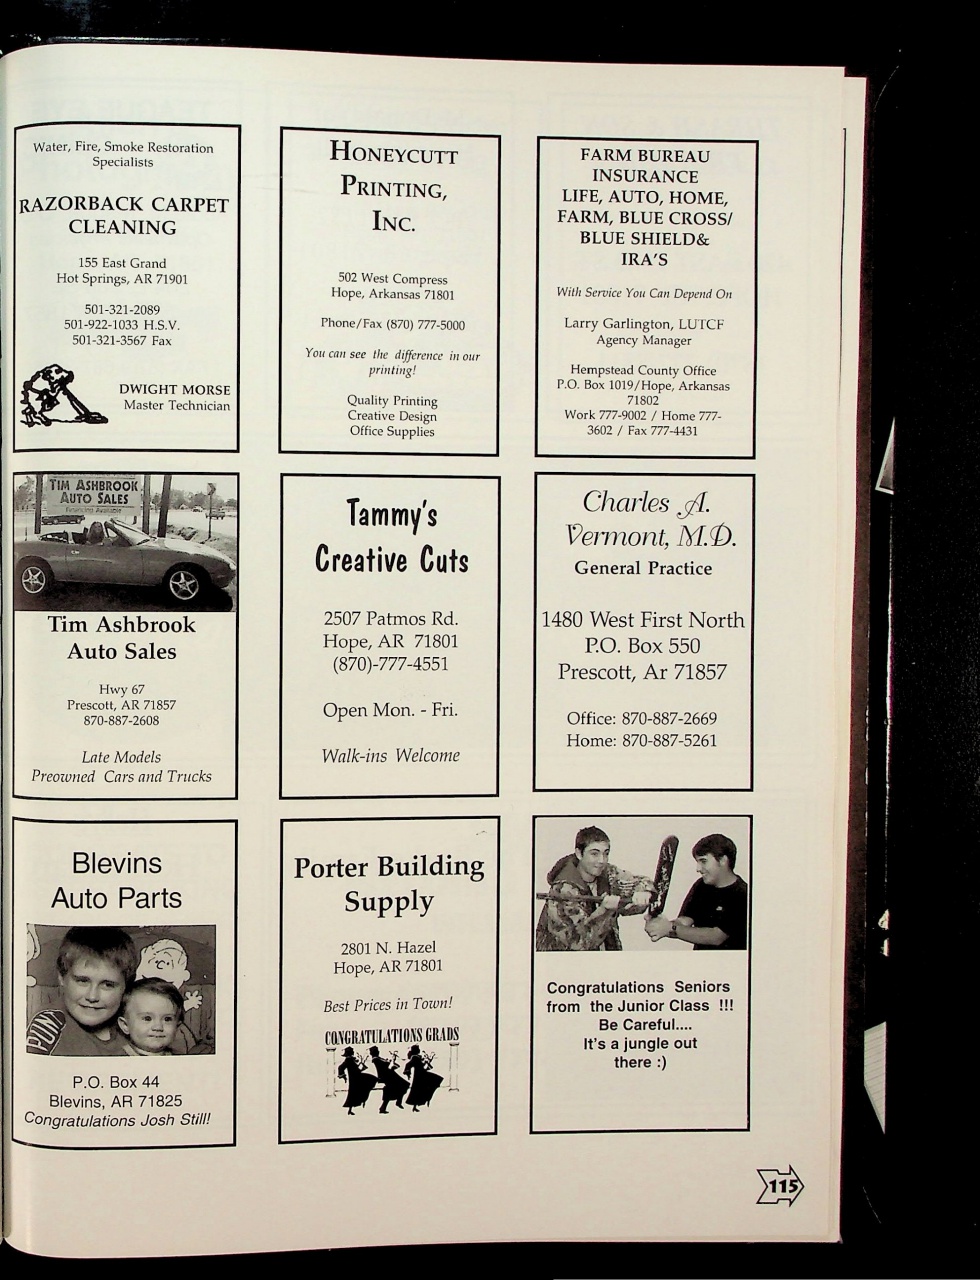 Water, Fire, Smoke Restoration
Specialists
RAZORBACK CARPET
CLEANING
155 East Grand
Hot Springs, AR 71901
501-321-2089
501-922-1033 H.S.V.
501-321-3567 Fax
DWIGHT MORSE
Master Technician
HONEYCUTT
PRINTING,
INC.
502 West Compress
Hope, Arkansas 71801
Phone/Fax (870) 777-5000
You can see the difference in our
printing!
Quality Printing
Creative Design
Office Supplies
FARM BUREAU
INSURANCE
LIFE, AUTO, HOME,
FARM, BLUE CROSS/
BLUE SHIELD&
IRA'S
With Service You Can Depend On
Larry Garlington, LUTCF
Agency Manager
Hempstead County Office
P.O. Box 1019/Hope, Arkansas
71802
Work 777-9002 / Home 777-
3602 / Fax 777-4431
TIM ASHBROOK
AUTO SALES
Financing Available
Tim Ashbrook
Auto Sales
Hwy 67
Prescott, AR 71857
870-887-2608
Late Models
Preowned Cars and Trucks
Tammy's
Creative Cuts
2507 Patmos Rd.
Hope, AR 71801
(870)-777-4551
Open Mon. - Fri.
Walk-ins Welcome
Charles A.
Vermont, M.D.
General Practice
1480 West First North
P.O. Box 550
Prescott, Ar 71857
Office: 870-887-2669
Home: 870-887-5261
Blevins
Auto Parts
P.O. Box 44
Blevins, AR 71825
Congratulations Josh Still!
Porter Building
Supply
2801 N. Hazel
Hope, AR 71801
Best Prices in Town!
CONGRATULATIONS GRADS
Congratulations Seniors
from the Junior Class !!!
Be Careful....
It's a jungle out
there :)
115